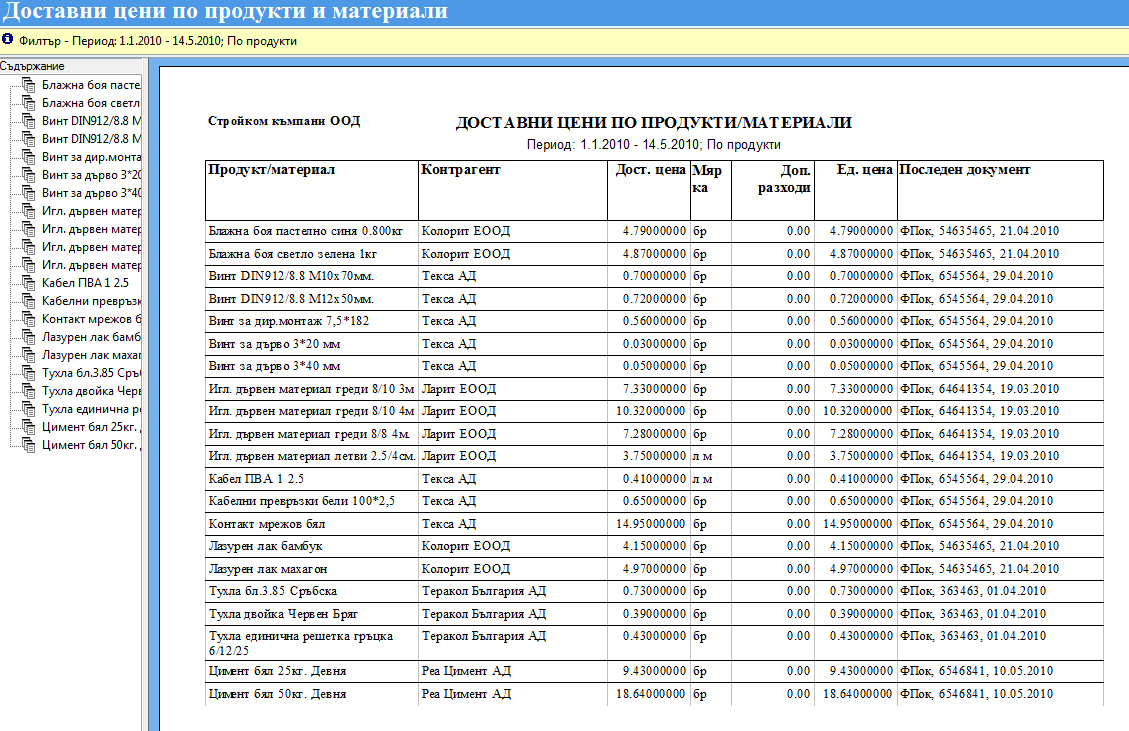 Доставни цени по продукти и материали
Филтър - Период: 1.1.2010 - 14.5.2010; По продукти
Съдържание
Блажна боя пасте
Блажна боя светл
Винт DIN912/8.8 M
Винт DIN912/8.8 M
Винт за дир.монта
Винт за дърво 3*20
Винт за дърво 3*40
Игл. дървен матер
Игл. дървен матер
Игл. дървен матер
Игл. дървен матер
Кабел ПВА 1 2.5
Кабелни превръзк
Контакт мрежов б
Лазурен лак бамб
Лазурен лак махаг
Тухла бл.3.85 Сръб
Тухла двойка Черв
Тухла единична р
Цимент бял 25кг.
Цимент бял 50кг.
Стройком къмпани ООД
ДОСТАВНИ ЦЕНИ ПО ПРОДУКТИ/МАТЕРИАЛИ
Период: 1.1.2010 - 14.5.2010; По продукти
Продукт/материал Контрагент Дост. цена Мяр Доп. Ед. цена Последен документ
ка разходи
Блажна боя пастелно синя 0.800кг Колорит ЕООД 4.79000000 бр 0.00 4.79000000 ФПок, 54635465, 21.04.2010
Блажна боя светло зелена 1кг Колорит ЕООД 4.87000000 бр 0.00 4.87000000 ФПок, 54635465, 21.04.2010
Винт DIN912/8.8 M10x70мм. Текса АД 0.70000000 бр 0.00 0.70000000 ФПок, 6545564, 29.04.2010
Винт DIN912/8.8 M12x50мм. Текса АД 0.72000000 бр 0.00 0.72000000 ФПок, 6545564, 29.04.2010
Винт за дир.монтаж 7,5*182 Текса АД 0.56000000 бр 0.00 0.56000000 ФПок, 6545564, 29.04.2010
Винт за дърво 3*20 мм Текса АД 0.03000000 бр 0.00 0.03000000 ФПок, 6545564, 29.04.2010
Винт за дърво 3*40 мм Текса АД 0.05000000 бр 0.00 0.05000000 ФПок, 6545564, 29.04.2010
Игл. дървен материал греди 8/10 3м Ларит ЕООД 7.33000000 бр 0.00 7.33000000 ФПок, 64641354, 19.03.2010
Игл. дървен материал греди 8/10 4м Ларит ЕООД 10.32000000 бр 0.00 10.32000000 ФПок, 64641354, 19.03.2010
Игл. дървен материал греди 8/8 4м. Ларит ЕООД 7.28000000 бр 0.00 7.28000000 ФПок, 64641354, 19.03.2010
Игл. дървен материал летви 2.5/4см. Ларит ЕООД 3.75000000 л м 0.00 3.75000000 ФПок, 64641354, 19.03.2010
Кабел ПВА 1 2.5 Текса АД 0.41000000 л м 0.00 0.41000000 ФПок, 6545564, 29.04.2010
Кабелни превръзки бели 100*2,5 Текса АД 0.65000000 бр 0.00 0.65000000 ФПок, 6545564, 29.04.2010
Контакт мрежов бял Текса АД 14.95000000 бр 0.00 14.95000000 ФПок, 6545564, 29.04.2010
Лазурен лак бамбук Колорит ЕООД 4.15000000 бр 0.00 4.15000000 ФПок, 54635465, 21.04.2010
Лазурен лак махагон Колорит ЕООД 4.97000000 бр 0.00 4.97000000 ФПок, 54635465, 21.04.2010
Тухла бл.3.85 Сръбска Теракол България АД 0.73000000 бр 0.00 0.73000000 ФПок, 363463, 01.04.2010
Тухла двойка Червен Бряг Теракол България АД 0.39000000 бр 0.00 0.39000000 ФПок, 363463, 01.04.2010
Тухла единична решетка гръцка Теракол България АД 0.43000000 бр 0.00 0.43000000 ФПок, 363463, 01.04.2010
6/12/25
Цимент бял 25кг. Девня Реа Цимент АД 9.43000000 бр 0.00 9.43000000 ФПок, 6546841, 10.05.2010
Цимент бял 50кг. Девня Реа Цимент АД 18.64000000 бр 0.00 18.64000000 ФПок, 6546841, 10.05.2010